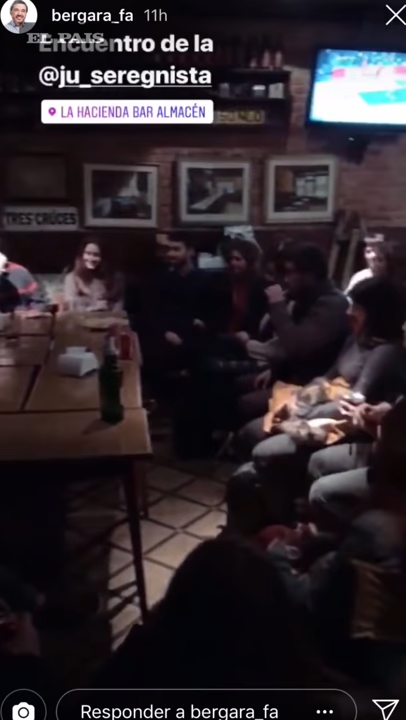 bergara_fa 11h
EL PAIS
Encuentro de la
@ju_seregnista
LA HACIENDA BAR ALMACÉN
TRES CRUCES
Responder a bergara_fa